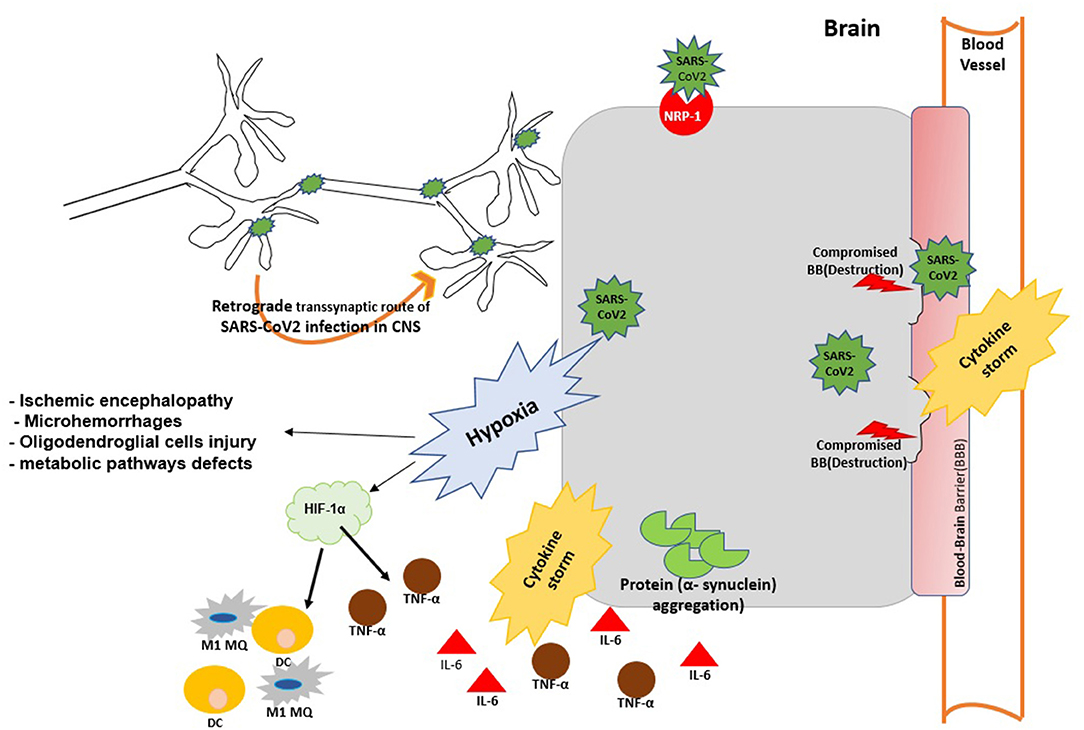 Brain
Blood
Vessel
SARS-
CoV2
NRP-1
Compromised
BB(Destruction)
SARS-
CoV2
Retrograde transsynaptic route of
SARS-CoV2 infection in CNS
SARS-
CoV2
SARS-
CoV2
Cytokine
storm
Hypoxia
- Ischemic encephalopathy
- Microhemorrhages
- Oligodendroglial cells injury
- metabolic pathways defects
Compromised
BB(Destruction)
Blood-Brain Barrier(BBB)
HIF-1α
Cytokine
storm
Protein (α- synuclein)
aggregation)
TNF-α
TNF-α
M1 MQ
DC
IL-6
IL-6
IL-6
IL-6
TNF-α
TNF-α
DC
M1 MQ